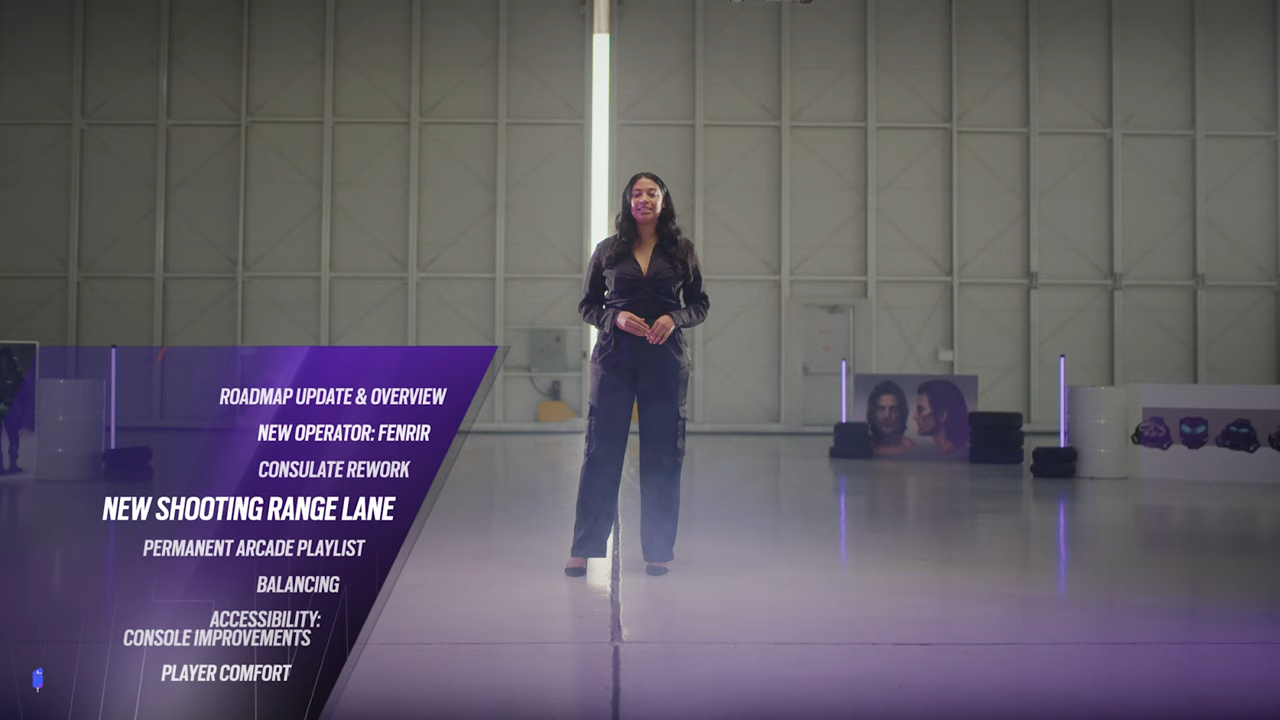 ROADMAP UPDATE & OVERVIEW
NEW OPERATOR: FENRIR
CONSULATE REWORK
NEW SHOOTING RANGE LANE
PERMANENT ARCADE PLAYLIST
BALANCING
ACCESSIBILITY:
CONSOLE IMPROVEMENTS
PLAYER COMFORT